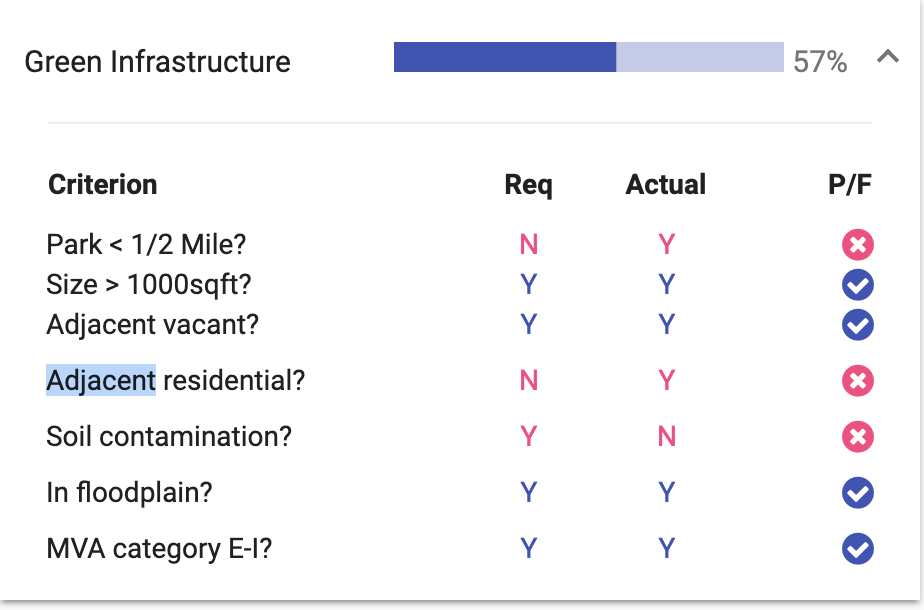 Green Infrastructure 57%
Criterion Req Actual P/F
Park < 1/2 Mile? N Y
Size > 1000sqft? Y Y
Adjacent vacant? Y Y
Adjacent residential? N Y
Soil contamination? Y N
In floodplain? Y Y
MVA category E-I? Y Y